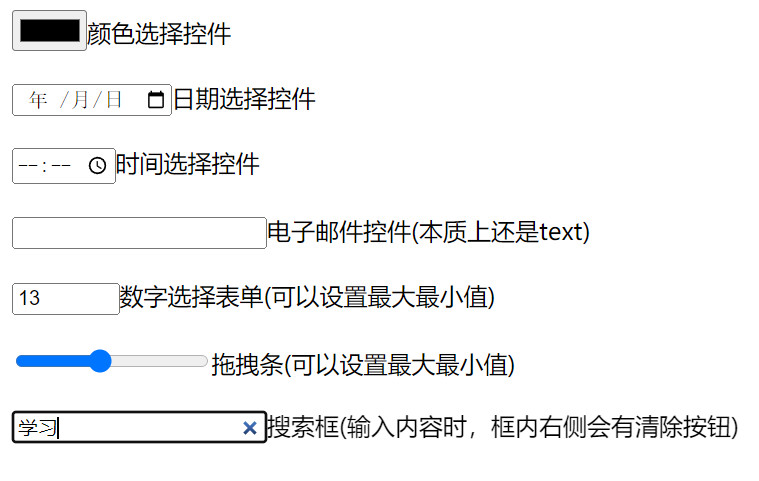 颜色选择控件
年 /月/日 日期选择控件
--:-- 时间选择控件
电子邮件控件(本质上还是text)
13 数字选择表单(可以设置最大最小值)
拖拽条(可以设置最大最小值)
学习 搜索框(输入内容时，框内右侧会有清除按钮)